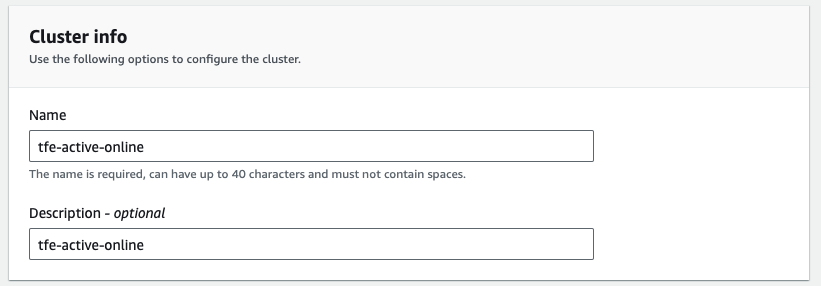 Cluster info
Use the following options to configure the cluster.
Name
tfe-active-online
The name is required, can have up to 40 characters and must not contain spaces.
Description - optional
tfe-active-online